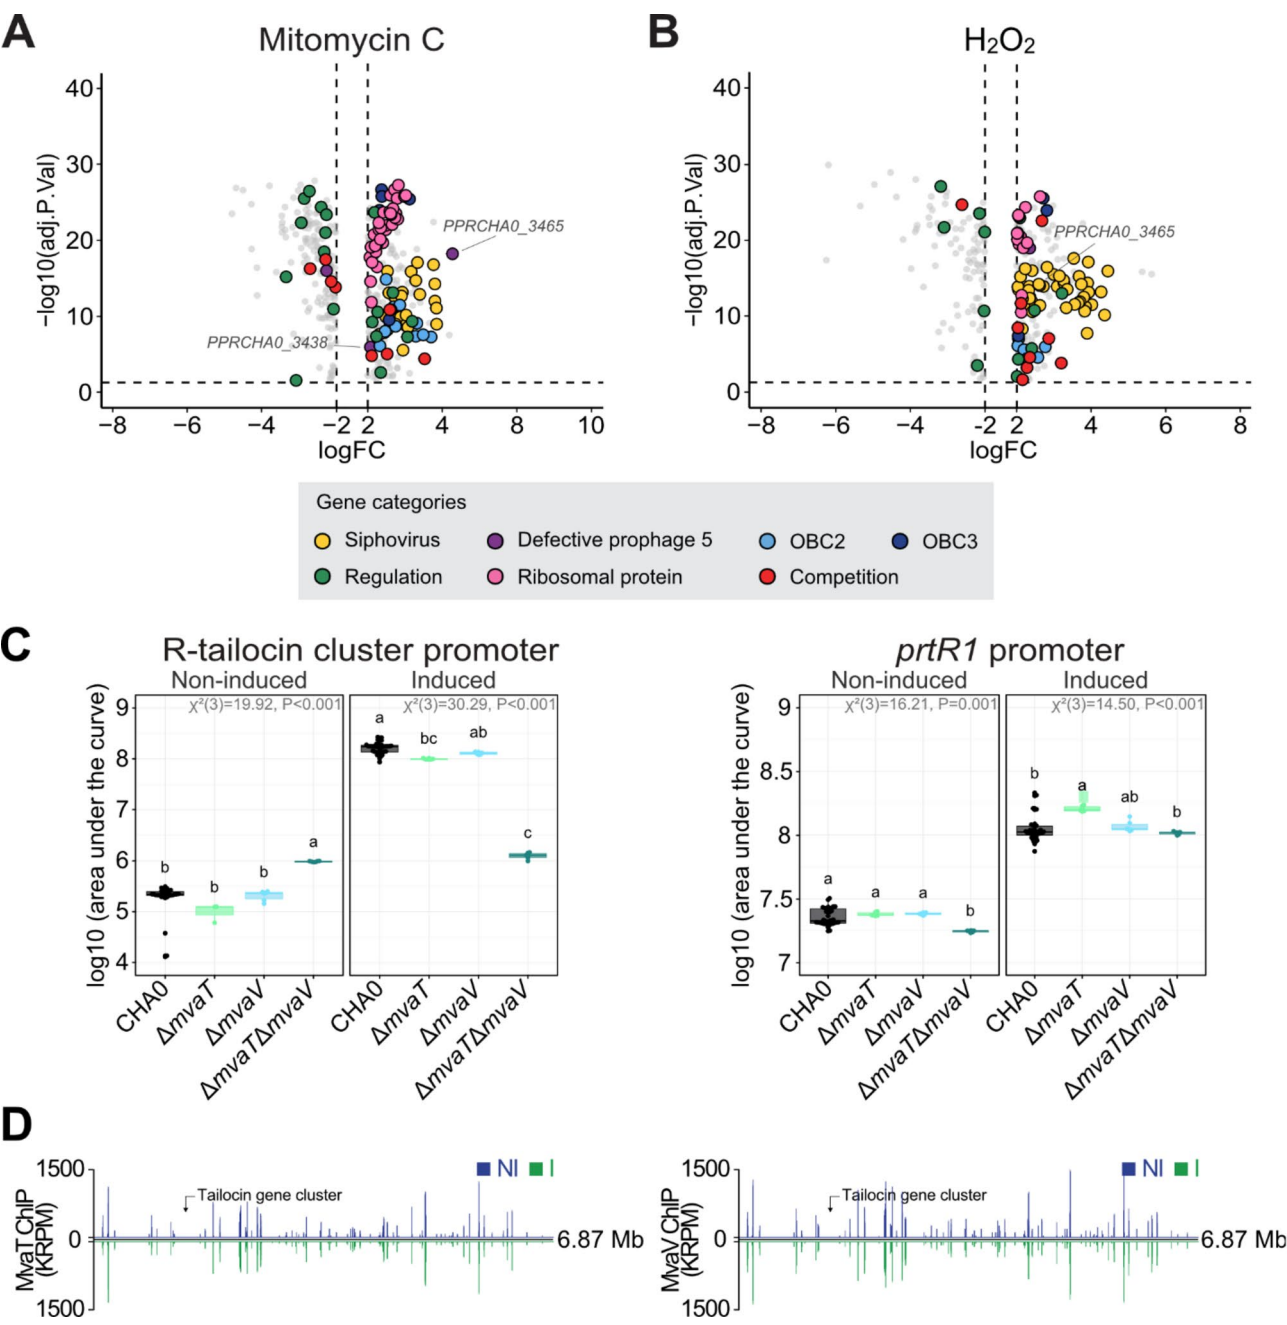 A
Mitomycin C
B
H₂O₂
40
30
20
10
0
−log10(adj.P.Val)
PPRCHA0_3465
PPRCHA0_3438
−8
−6
−4
−2
2
4
8
10
logFC
40
30
20
10
0
−log10(adj.P.Val)
PPRCHA0_3465
−8
−6
−4
-2
2
4
6
8
logFC
Gene categories
Siphovirus
Defective prophage 5
OBC2
OBC3
Regulation
Ribosomal protein
Competition
C
R-tailocin cluster promoter
Non-induced
Induced
χ²(3)=19.92, P<0.001
χ²(3)=30.29, P<0.001
log10 (area under the curve)
9
8
7
6
5
4
b
b
b
a
a
bc
ab
c
CHA0
ΔmvaT
ΔmvaV
ΔmvaTΔmvaV
CHA0
ΔmvaT
ΔmvaV
ΔmvaTΔmvaV
prtR1 promoter
Non-induced
Induced
χ²(3)=16.21, P=0.001
χ²(3)=14.50, P<0.001
log10 (area under the curve)
9
8.5
8
7.5
7
a
a
a
b
b
a
ab
b
CHA0
ΔmvaT
ΔmvaV
ΔmvaTΔmvaV
CHA0
ΔmvaT
ΔmvaV
ΔmvaTΔmvaV
D
MvaT ChIP
(KRPM)
1500
0
1500
NI
I
Tailocin gene cluster
6.87 Mb
MvaV ChIP
(KRPM)
1500
0
1500
NI
I
Tailocin gene cluster
6.87 Mb